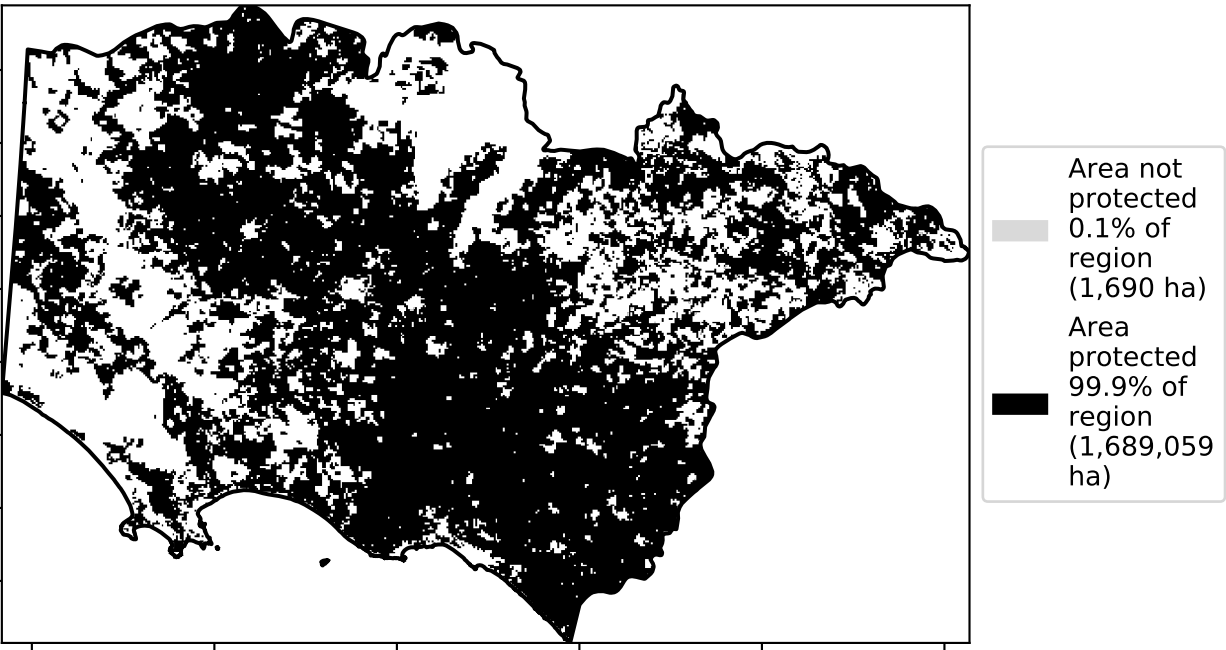 Area not
protected
0.1% of
region
(1,690 ha)
Area
protected
99.9% of
region
(1,689,059
ha)